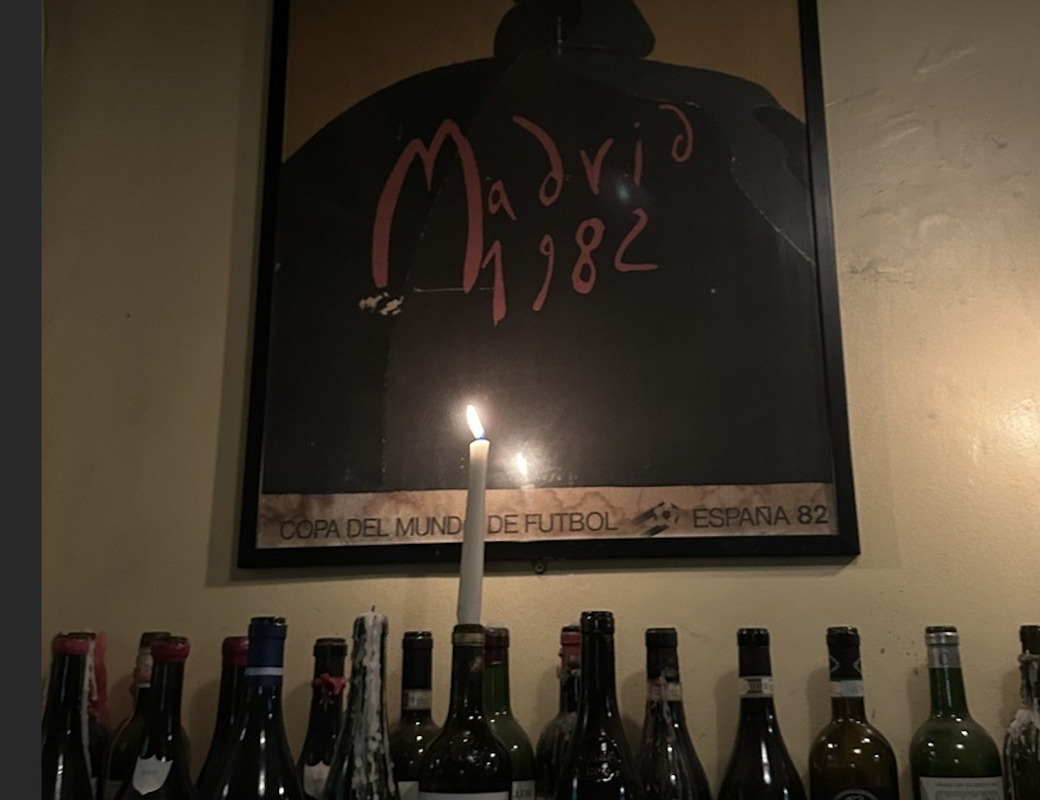 Madrid
1982
COPA DEL MUNDO DE FUTBOL ESPAÑA 82